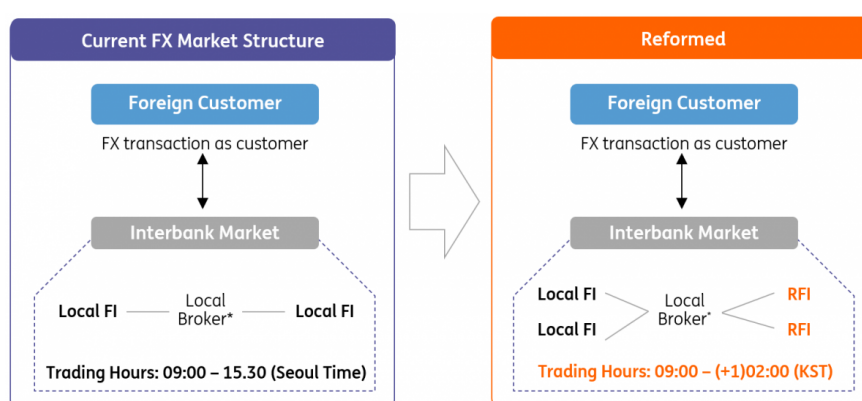 Current FX Market Structure
Foreign Customer
FX transaction as customer
Interbank Market
Local FI
Local
Broker*
Local FI
Trading Hours: 09:00 – 15.30 (Seoul Time)
Reformed
Foreign Customer
FX transaction as customer
Interbank Market
Local FI
Local FI
Local
Broker*
RFI
RFI
Trading Hours: 09:00 – (+1)02:00 (KST)